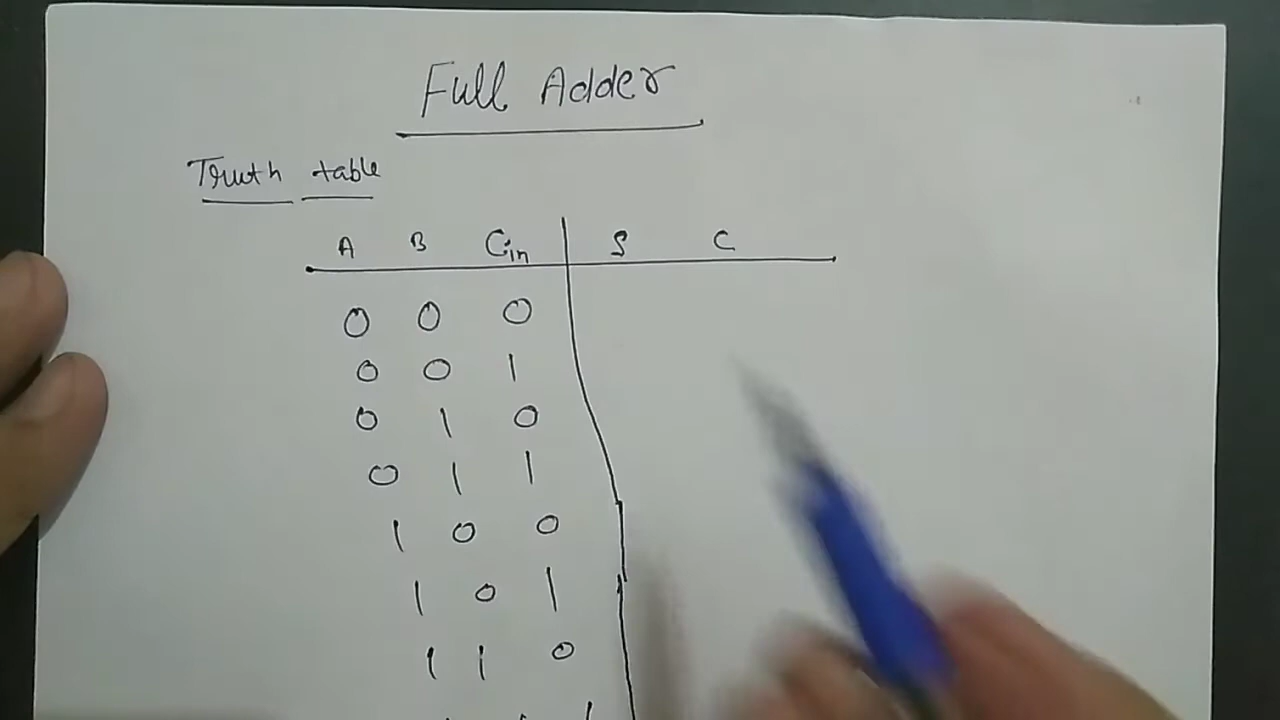 Full Adder
Truth table
A B Cin S C
0 0 0
0 0 1
0 1 0
0 1 1
1 0 0
1 0 1
1 1 0